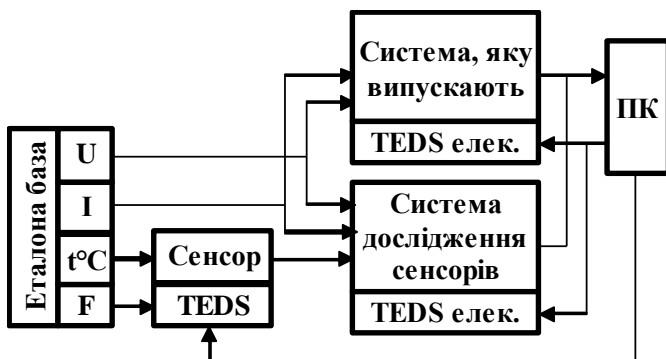 Система, яку
випускають
TEDS елек.
ПК
Еталона база
U
I
t°C
F
Сенсор
TEDS
Система
дослідження
сенсорів
TEDS елек.